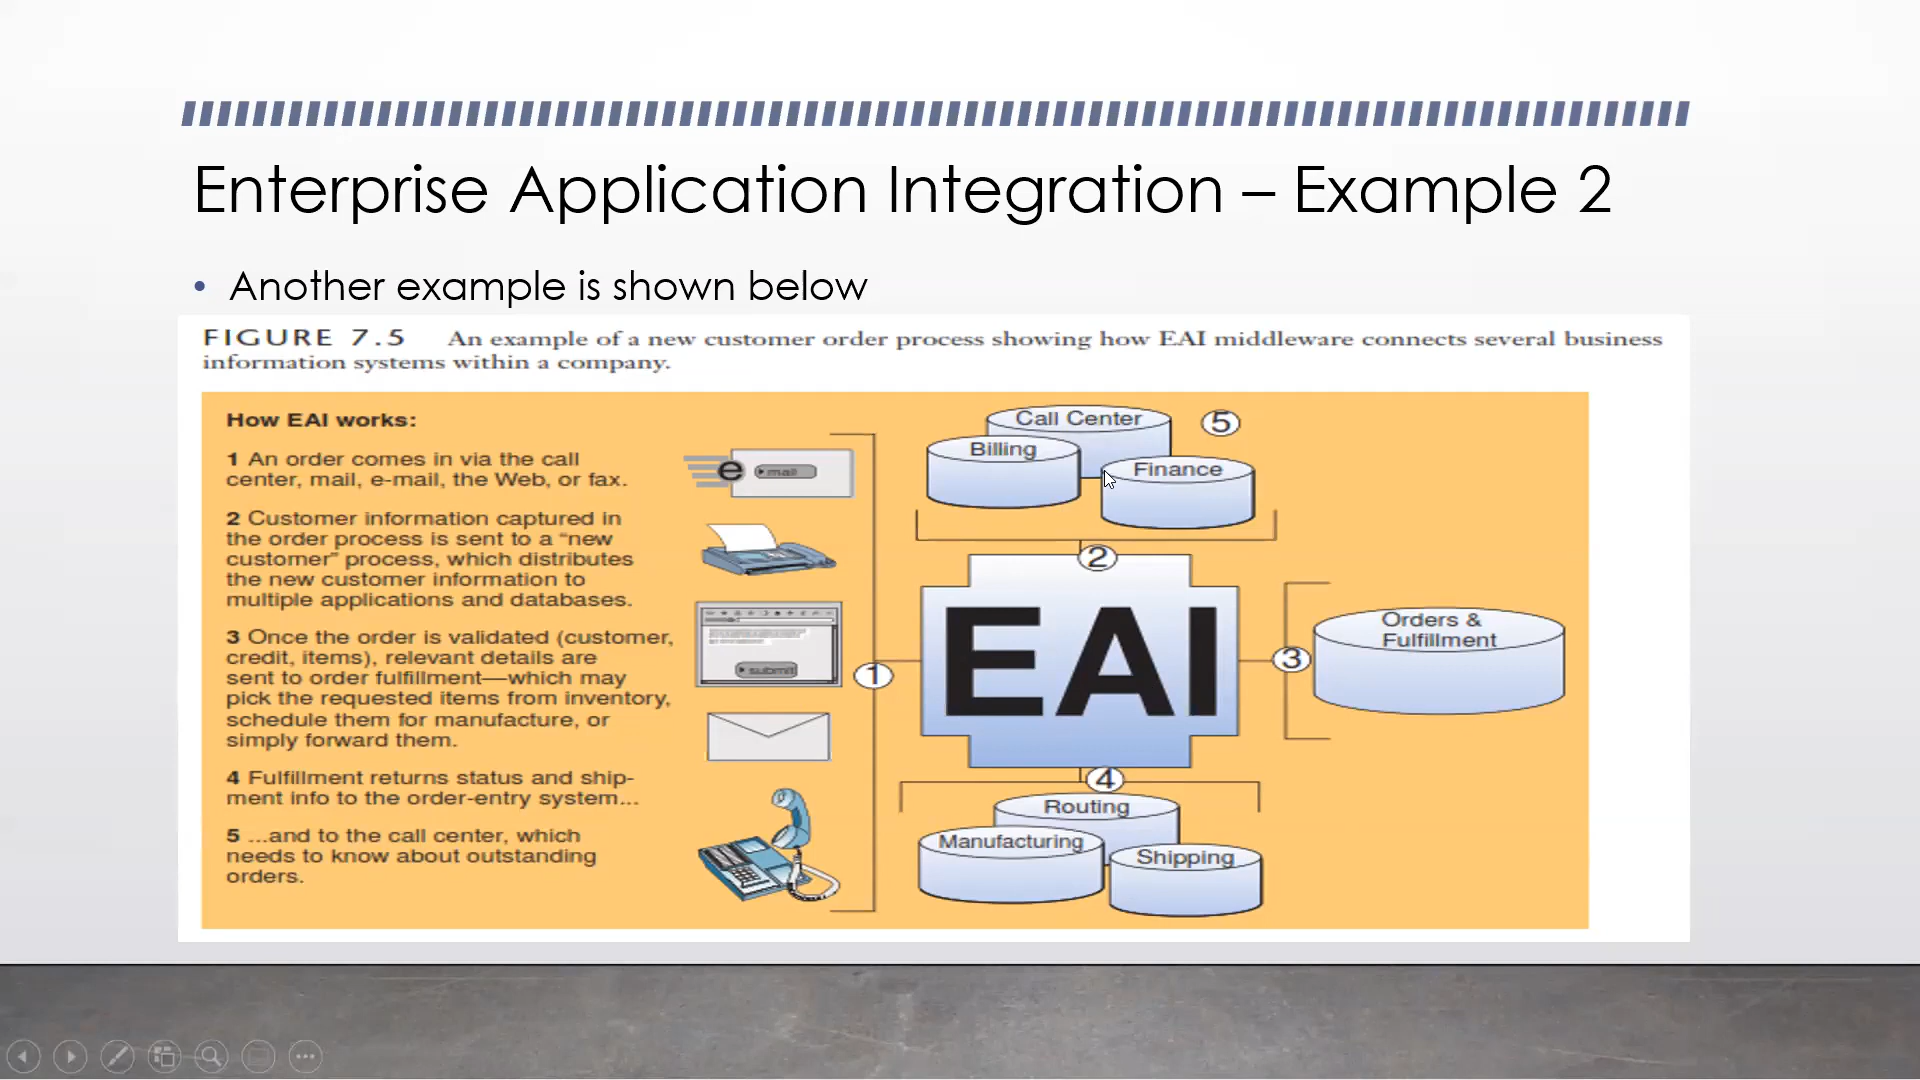 Enterprise Application Integration – Example 2
• Another example is shown below
FIGURE 7.5 An example of a new customer order process showing how EAI middleware connects several business
information systems within a company.
How EAI works:
1 An order comes in via the call
center, mail, e-mail, the Web, or fax.
2 Customer information captured in
the order process is sent to a “new
customer” process, which distributes
the new customer information to
multiple applications and databases.
3 Once the order is validated (customer,
credit, items), relevant details are
sent to order fulfillment—which may
pick the requested items from inventory,
schedule them for manufacture, or
simply forward them.
4 Fulfillment returns status and ship-
ment info to the order-entry system...
5 ...and to the call center, which
needs to know about outstanding
orders.
e mail
submit
1
Call Center
5
Billing
Finance
2
EAI
3
Orders &
Fulfillment
4
Routing
Manufacturing
Shipping